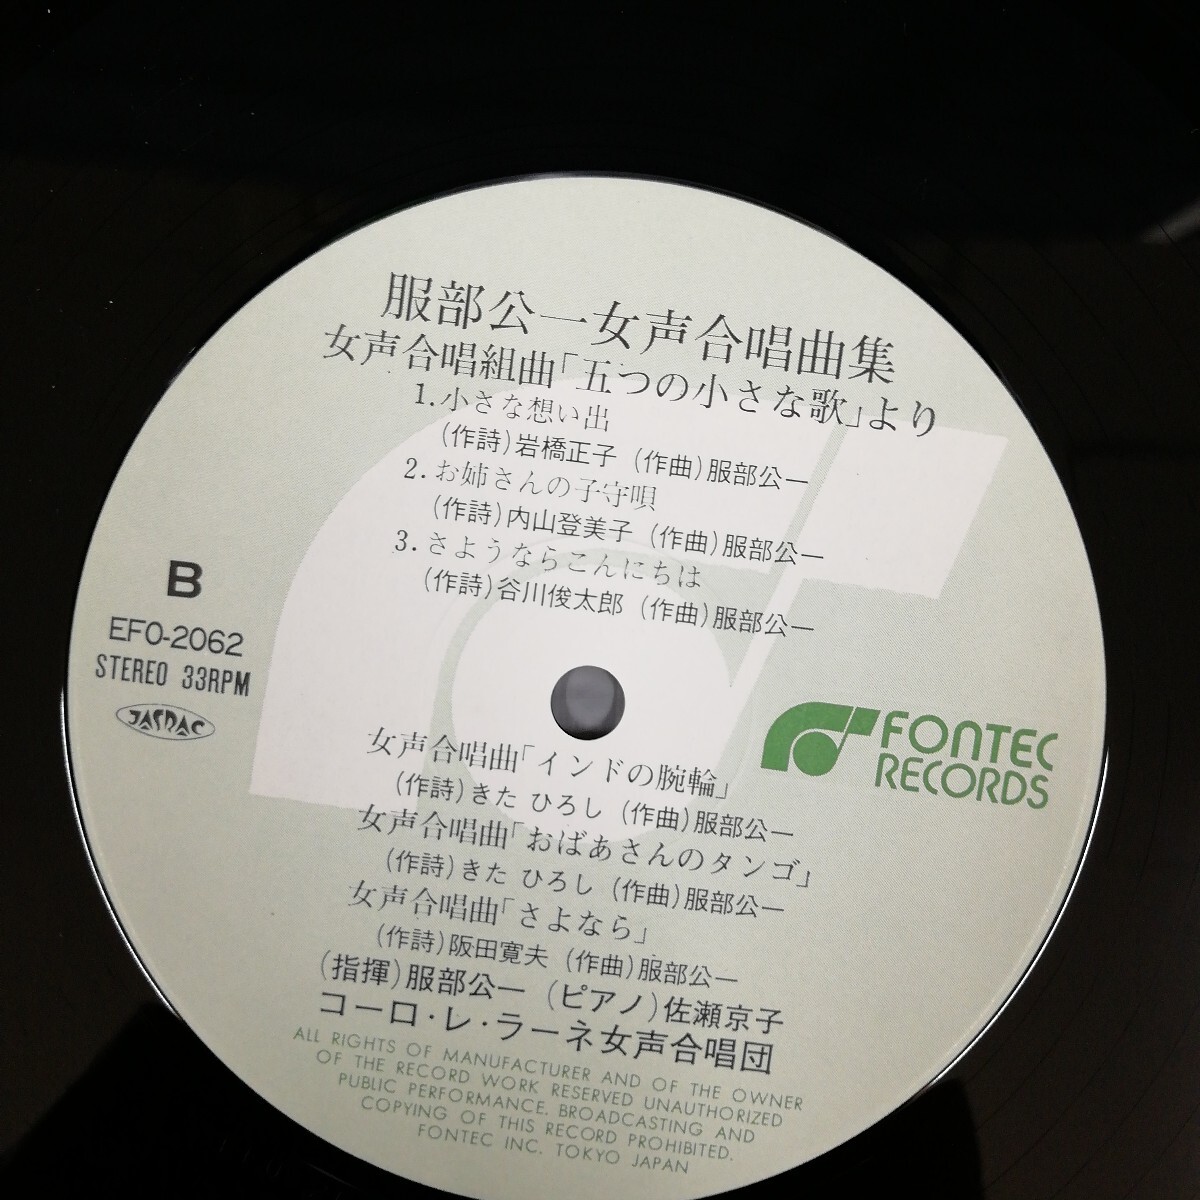 服部公一女声合唱曲集
女声合唱組曲「五つの小さな歌」より
1.小さな想い出
(作詩)岩橋正子 (作曲)服部公一
2.お姉さんの子守唄
(作詩)内山登美子 (作曲)服部公一
3.さようならこんにちは
(作詩)谷川俊太郎 (作曲)服部公一
B
EFO-2062
STEREO 33RPM
JASRAC
FONTEC
RECORDS
女声合唱曲「インドの腕輪」
(作詩)きた ひろし (作曲)服部公一
女声合唱曲「おばあさんのタンゴ」
(作詩)きた ひろし (作曲)服部公一
女声合唱曲「さよなら」
(作詩)阪田寛夫 (作曲)服部公一
(指揮)服部公一 (ピアノ)佐瀬京子
コーロ・レ・ラーネ女声合唱団
ALL RIGHTS OF MANUFACTURER AND OF THE OWNER
OF THE RECORD WORK RESERVED UNAUTHORIZED
PUBLIC PERFORMANCE. BROADCASTING AND
COPYING OF THIS RECORD PROHIBITED.
FONTEC INC. TOKYO JAPAN